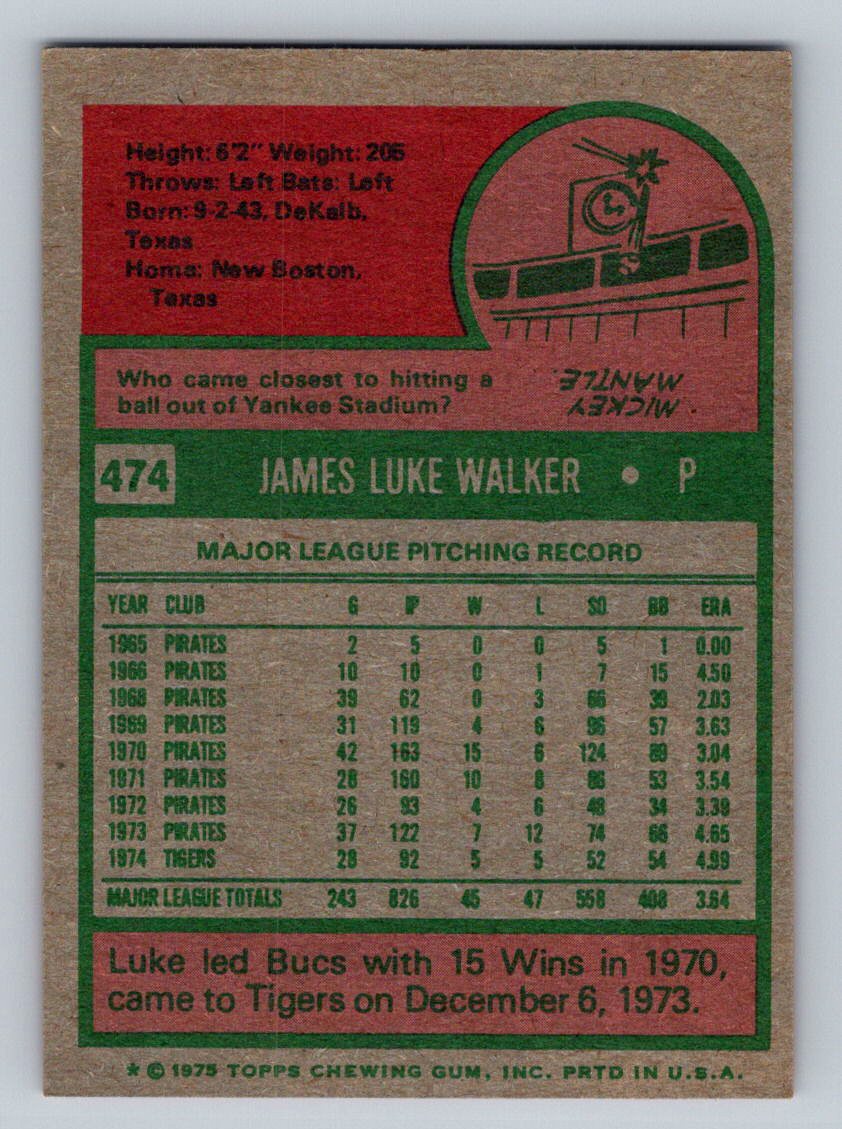 Height: 6'2" Weight: 205
Throws: Left Bats: Left
Born: 9-2-43, DeKalb,
Texas
Home: New Boston,
Texas
Who came closest to hitting a
ball out of Yankee Stadium?
MICKEY
MANTLE.
474 JAMES LUKE WALKER • P
MAJOR LEAGUE PITCHING RECORD
YEAR CLUB G IP W L SO BB ERA
1965 PIRATES 2 5 0 0 5 1 0.00
1966 PIRATES 10 10 0 1 7 15 4.50
1968 PIRATES 39 62 0 3 66 39 2.03
1969 PIRATES 31 119 4 6 96 57 3.63
1970 PIRATES 42 163 15 6 124 89 3.04
1971 PIRATES 28 160 10 8 86 53 3.54
1972 PIRATES 26 93 4 6 48 34 3.39
1973 PIRATES 37 122 7 12 74 66 4.65
1974 TIGERS 28 92 5 5 52 54 4.99
MAJOR LEAGUE TOTALS 243 826 45 47 558 408 3.64
Luke led Bucs with 15 Wins in 1970,
came to Tigers on December 6, 1973.
* © 1975 TOPPS CHEWING GUM, INC. PRTD IN U.S.A.